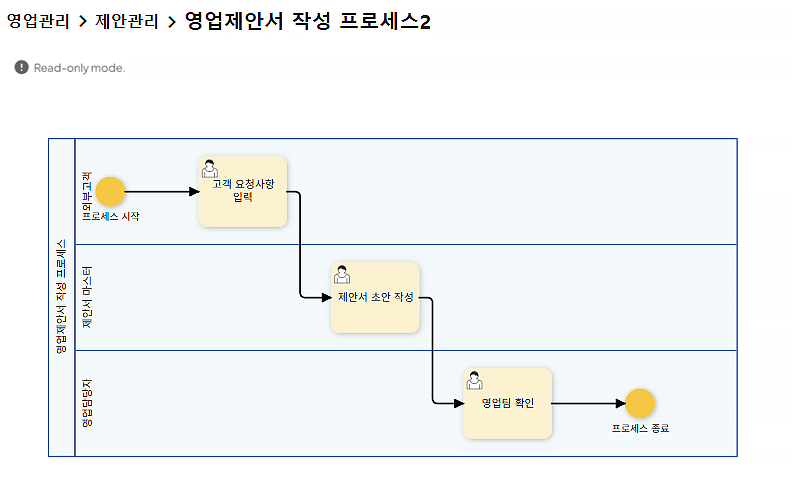 영업관리 > 제안관리 > 영업제안서 작성 프로세스2
Read-only mode.
영업제안서 작성 프로세스
외부고객
프로세스 시작
고객 요청사항
입력
제안서 마스터
제안서 초안 작성
영업담당자
영업팀 확인
프로세스 종료